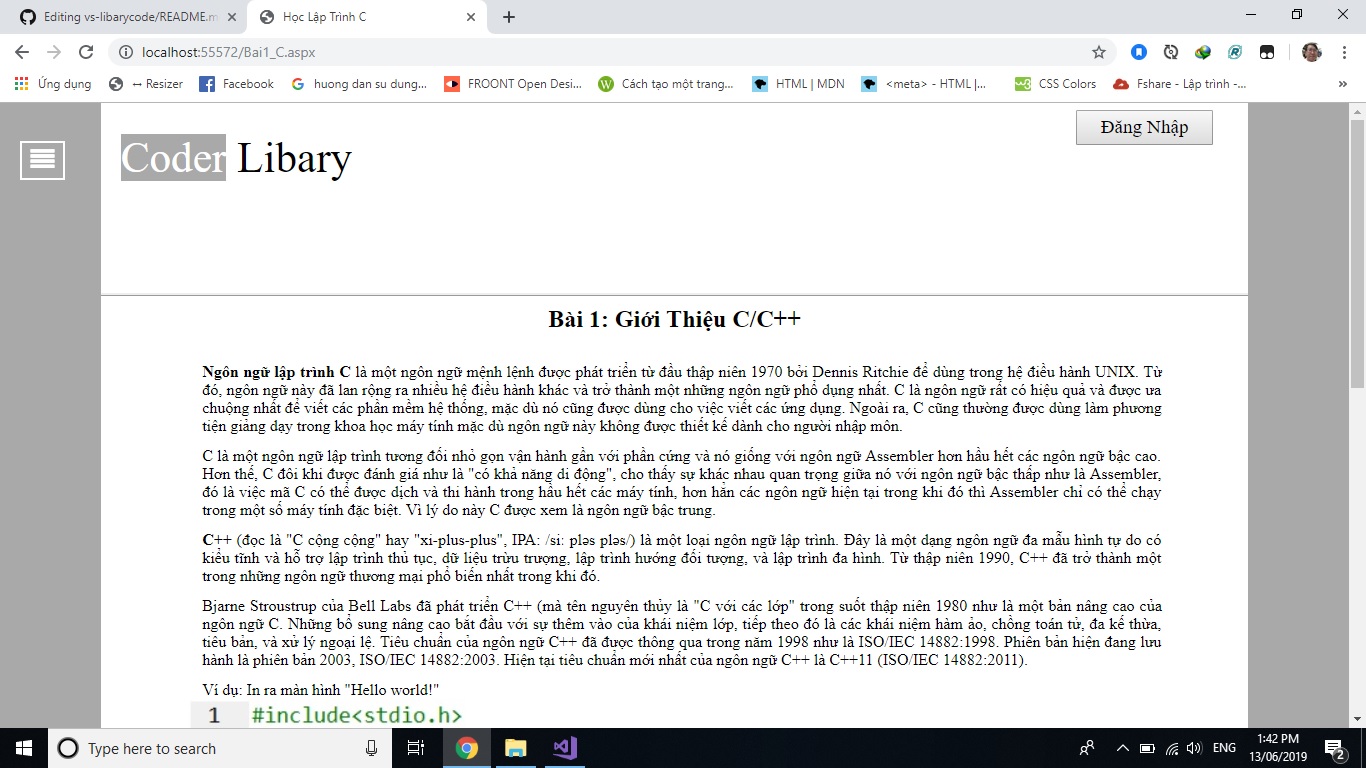 Editing vs-libarycode/README.m
Học Lập Trình C
localhost:55572/Bai1_C.aspx
Ứng dụng
↔ Resizer
Facebook
huong dan su dung...
FROONT Open Desi...
Cách tạo một trang...
HTML | MDN
<meta> - HTML |...
CSS Colors
Fshare - Lập trình -...
»
Đăng Nhập
Coder Libary
Bài 1: Giới Thiệu C/C++
Ngôn ngữ lập trình C là một ngôn ngữ mệnh lệnh được phát triển từ đầu thập niên 1970 bởi Dennis Ritchie để dùng trong hệ điều hành UNIX. Từ
đó, ngôn ngữ này đã lan rộng ra nhiều hệ điều hành khác và trở thành một những ngôn ngữ phổ dụng nhất. C là ngôn ngữ rất có hiệu quả và được ưa
chuộng nhất để viết các phần mềm hệ thống, mặc dù nó cũng được dùng cho việc viết các ứng dụng. Ngoài ra, C cũng thường được dùng làm phương
tiện giảng dạy trong khoa học máy tính mặc dù ngôn ngữ này không được thiết kế dành cho người nhập môn.
C là một ngôn ngữ lập trình tương đối nhỏ gọn vận hành gần với phần cứng và nó giống với ngôn ngữ Assembler hơn hầu hết các ngôn ngữ bậc cao.
Hơn thế, C đôi khi được đánh giá như là "có khả năng di động", cho thấy sự khác nhau quan trọng giữa nó với ngôn ngữ bậc thấp như là Assembler,
đó là việc mã C có thể được dịch và thi hành trong hầu hết các máy tính, hơn hẳn các ngôn ngữ hiện tại trong khi đó thì Assembler chỉ có thể chạy
trong một số máy tính đặc biệt. Vì lý do này C được xem là ngôn ngữ bậc trung.
C++ (đọc là "C cộng cộng" hay "xi-plus-plus", IPA: /siː pləs pləs/) là một loại ngôn ngữ lập trình. Đây là một dạng ngôn ngữ đa mẫu hình tự do có
kiểu tĩnh và hỗ trợ lập trình thủ tục, dữ liệu trừu trượng, lập trình hướng đối tượng, và lập trình đa hình. Từ thập niên 1990, C++ đã trở thành một
trong những ngôn ngữ thương mại phổ biến nhất trong khi đó.
Bjarne Stroustrup của Bell Labs đã phát triển C++ (mà tên nguyên thủy là "C với các lớp" trong suốt thập niên 1980 như là một bản nâng cao của
ngôn ngữ C. Những bổ sung nâng cao bắt đầu với sự thêm vào của khái niệm lớp, tiếp theo đó là các khái niệm hàm ảo, chồng toán tử, đa kế thừa,
tiêu bản, và xử lý ngoại lệ. Tiêu chuẩn của ngôn ngữ C++ đã được thông qua trong năm 1998 như là ISO/IEC 14882:1998. Phiên bản hiện đang lưu
hành là phiên bản 2003, ISO/IEC 14882:2003. Hiện tại tiêu chuẩn mới nhất của ngôn ngữ C++ là C++11 (ISO/IEC 14882:2011).
Ví dụ: In ra màn hình "Hello world!"
1 #include<stdio.h>
Type here to search
ENG
1:42 PM
13/06/2019
2